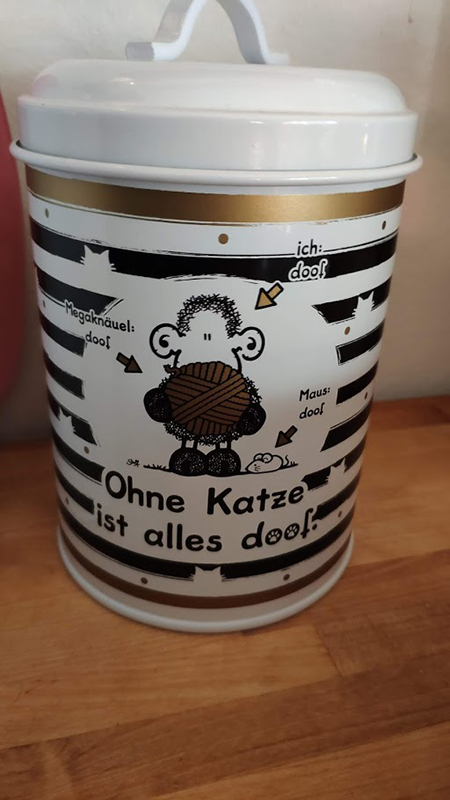 ich:
doof
Megaknäuel:
doof
Maus:
doof
Ohne Katze
ist alles doof.